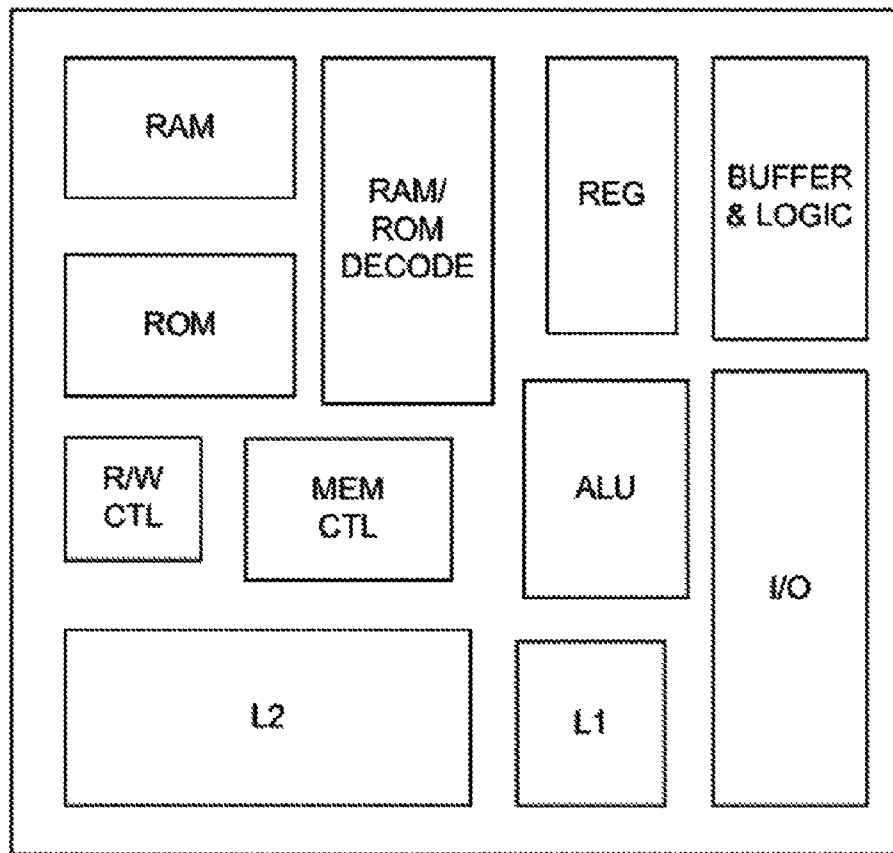 RAM
RAM/
ROM
DECODE
REG
BUFFER
& LOGIC
ROM
R/W
CTL
MEM
CTL
ALU
I/O
L2
L1